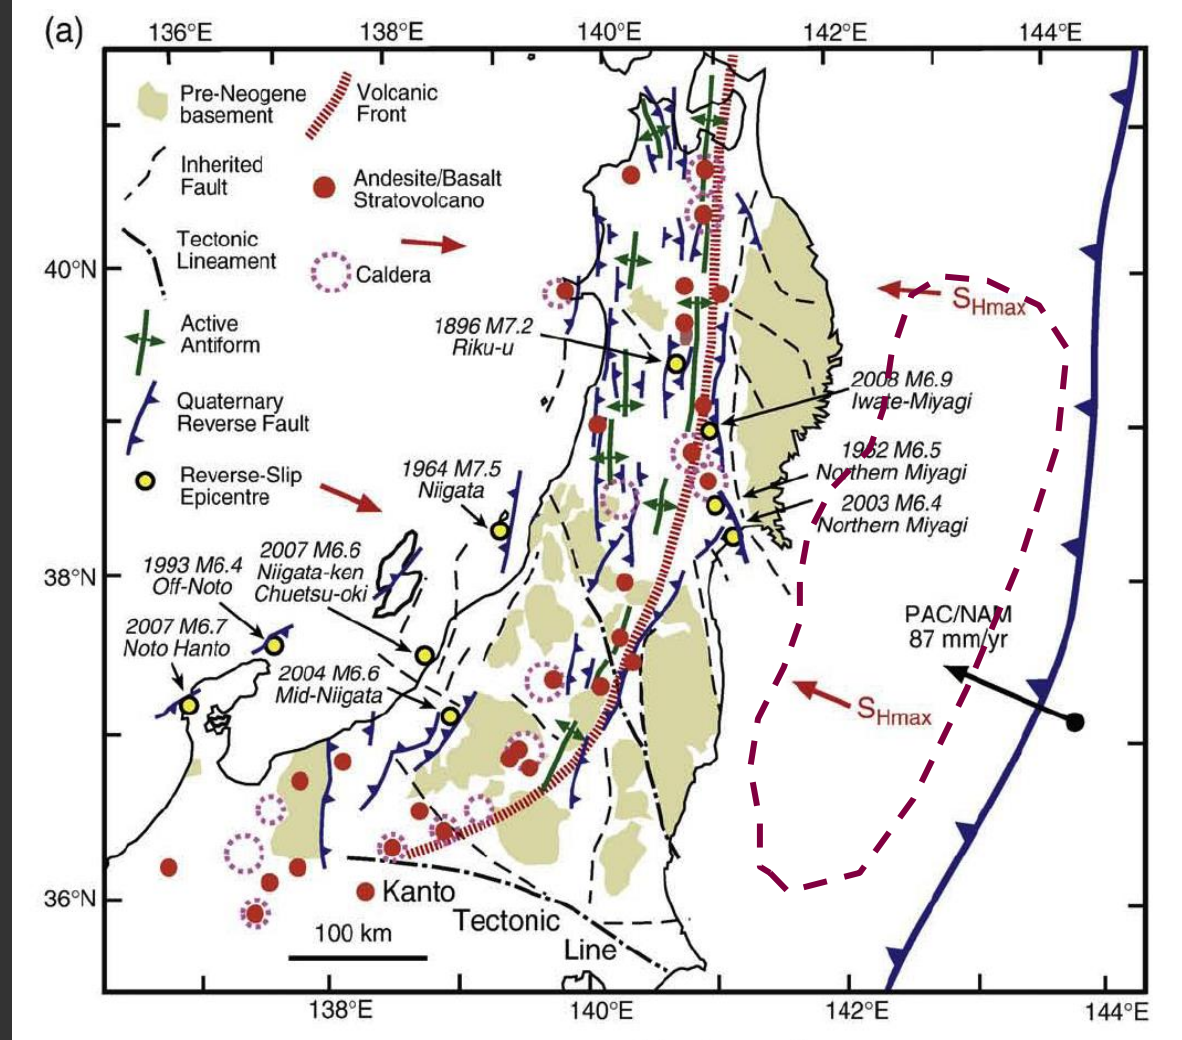 (a)
136°E 138°E 140°E 142°E 144°E
Pre-Neogene
basement
Volcanic
Front
Inherited
Fault
Andesite/Basalt
Stratovolcano
Tectonic
Lineament
Caldera
Active
Antiform
Quaternary
Reverse Fault
Reverse-Slip
Epicentre
40°N
38°N
36°N
1896 M7.2
Riku-u
SHmax
2008 M6.9
Iwate-Miyagi
1964 M7.5
Niigata
1962 M6.5
Northern Miyagi
2003 M6.4
Northern Miyagi
1993 M6.4
Off-Noto
2007 M6.6
Niigata-ken
Chuetsu-oki
2007 M6.7
Noto Hanto
2004 M6.6
Mid-Niigata
PAC/NAM
87 mm/yr
SHmax
Kanto
Tectonic
Line
100 km
138°E 140°E 142°E 144°E